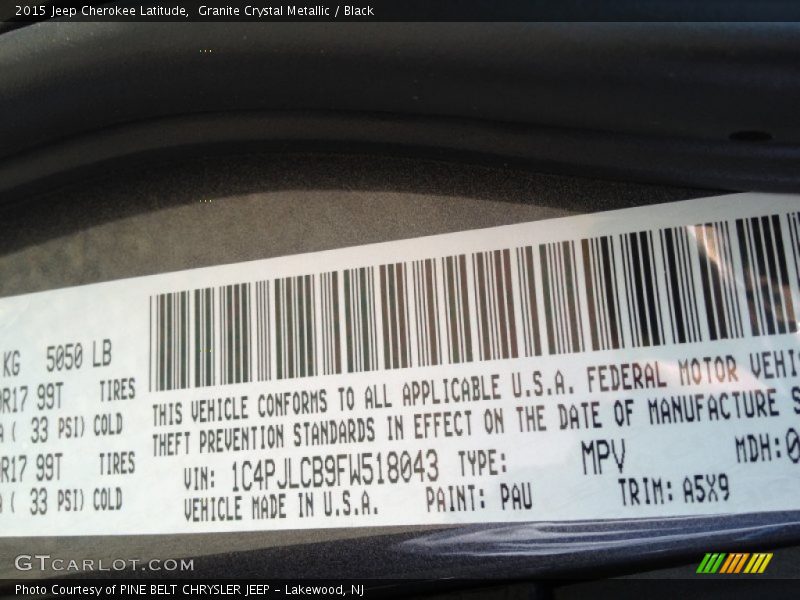 2015 Jeep Cherokee Latitude,  Granite Crystal Metallic / Black
KG 5050 LB
R17 99T TIRES
( 33 PSI) COLD
R17 99T TIRES
( 33 PSI) COLD
THIS VEHICLE CONFORMS TO ALL APPLICABLE U.S.A. FEDERAL MOTOR VEHI
THEFT PREVENTION STANDARDS IN EFFECT ON THE DATE OF MANUFACTURE S
VIN: 1C4PJLCB9FW518043 TYPE: MPV MDH:0
VEHICLE MADE IN U.S.A. PAINT: PAU TRIM: A5X9
GTCARLOT.COM
Photo Courtesy of PINE BELT CHRYSLER JEEP - Lakewood, NJ